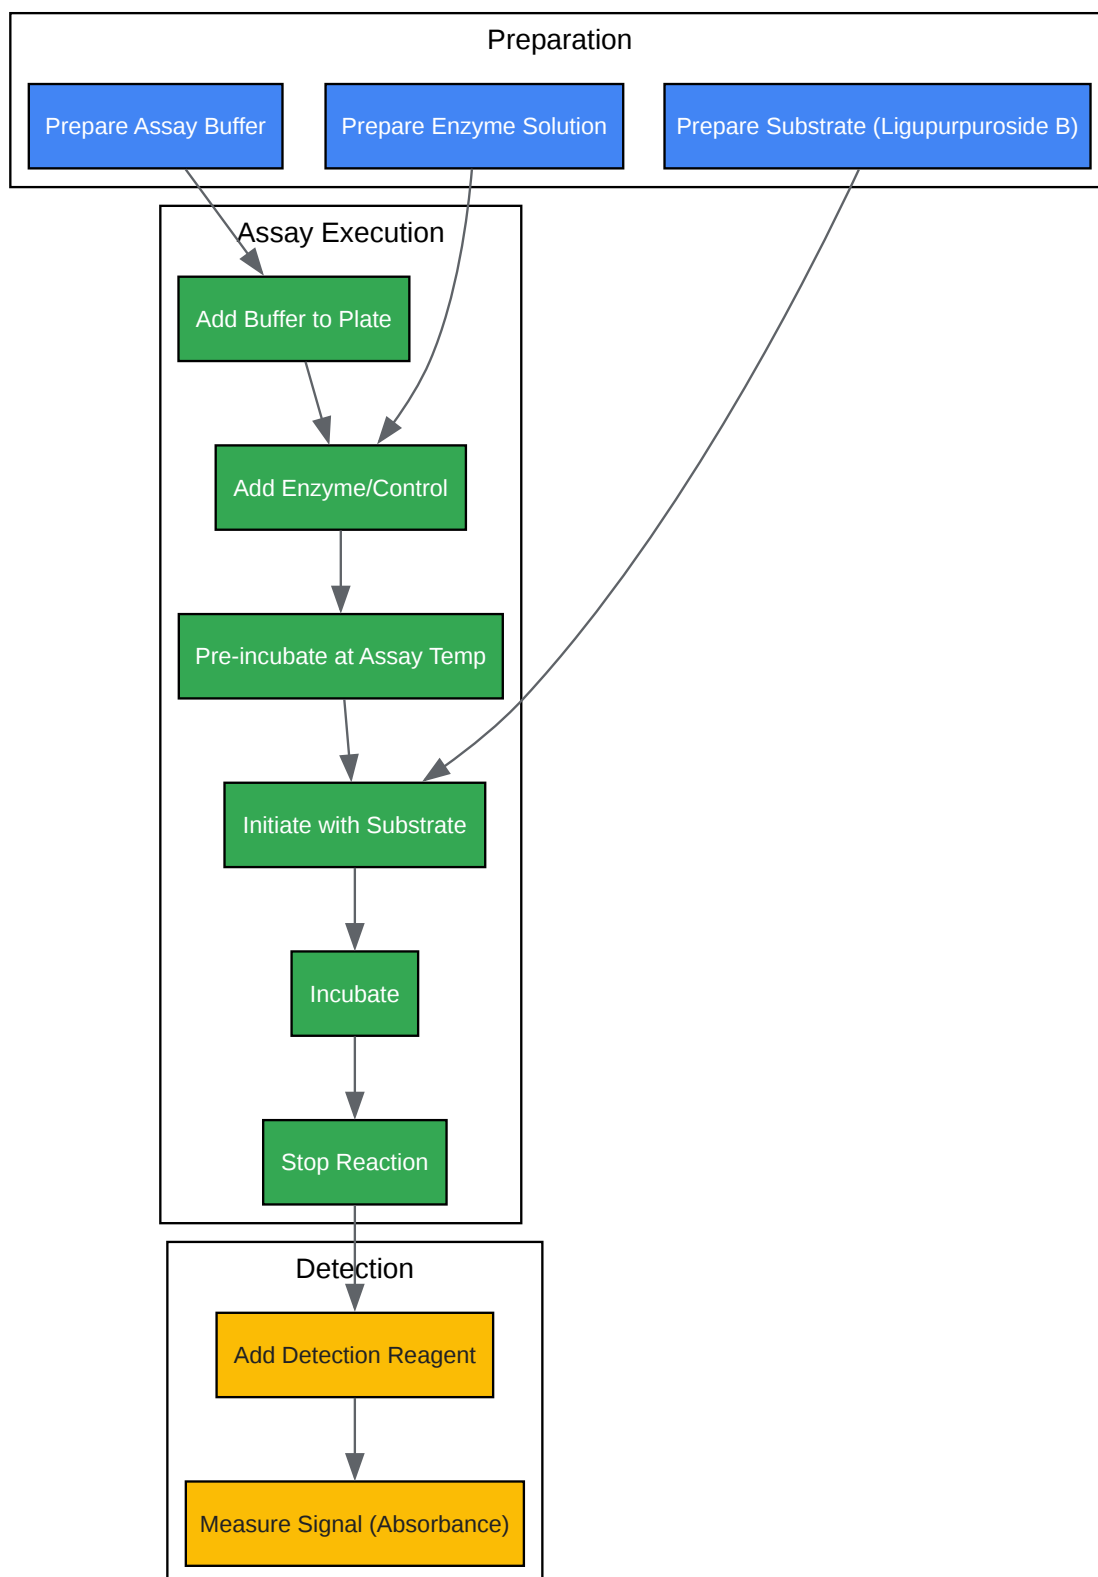 Preparation
Prepare Assay Buffer
Prepare Enzyme Solution
Prepare Substrate (Ligupurpuroside B)
Assay Execution
Add Buffer to Plate
Add Enzyme/Control
Pre-incubate at Assay Temp
Initiate with Substrate
Incubate
Stop Reaction
Detection
Add Detection Reagent
Measure Signal (Absorbance)